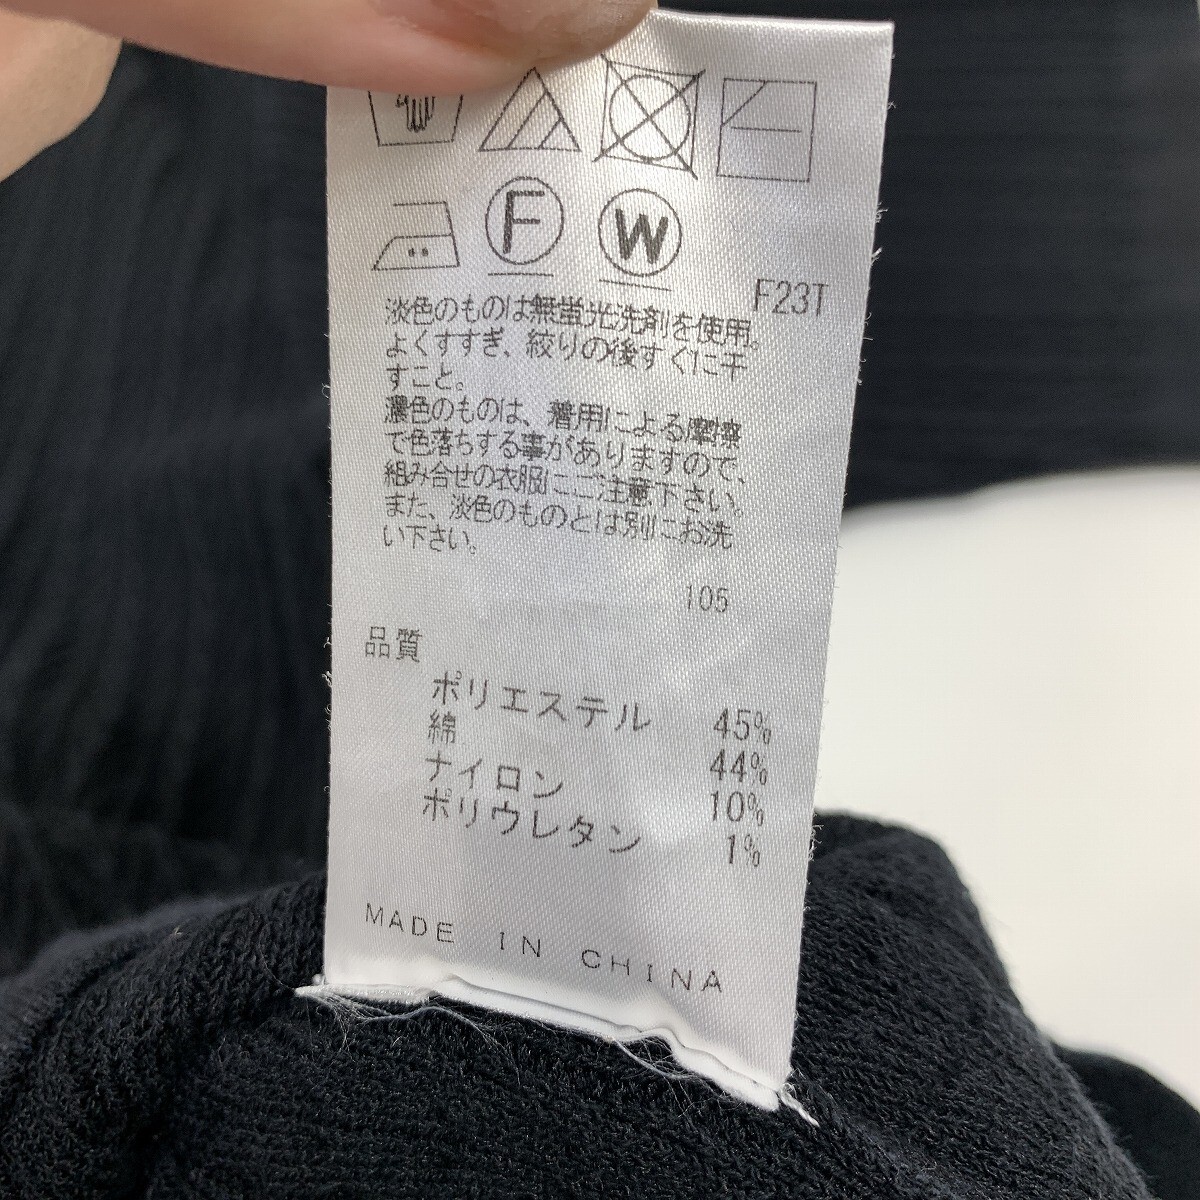 F
W
F23T
淡色のものは無蛍光洗剤を使用。
よくすすぎ、絞りの後すぐに干
すこと。
濃色のものは、着用による摩擦
で色落ちする事がありますので、
組み合せの衣服にご注意下さい。
また、淡色のものとは別にお洗
い下さい。
105
品質
ポリエステル 45%
綿 44%
ナイロン 10%
ポリウレタン 1%
MADE IN CHINA